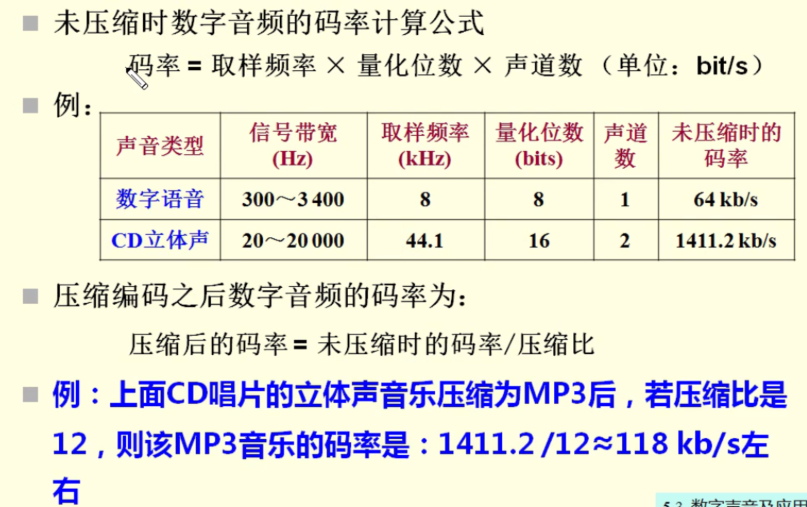 未压缩时数字音频的码率计算公式
码率 = 取样频率 × 量化位数 × 声道数 （单位：bit/s）
例：
声音类型 信号带宽 (Hz) 取样频率 (kHz) 量化位数 (bits) 声道数 未压缩时的码率
数字语音 300～3 400 8 8 1 64 kb/s
CD立体声 20～20 000 44.1 16 2 1411.2 kb/s
压缩编码之后数字音频的码率为：
压缩后的码率 = 未压缩时的码率/压缩比
例：上面CD唱片的立体声音乐压缩为MP3后，若压缩比是
12，则该MP3音乐的码率是：1411.2 /12≈118 kb/s左
右
数字声音及应用